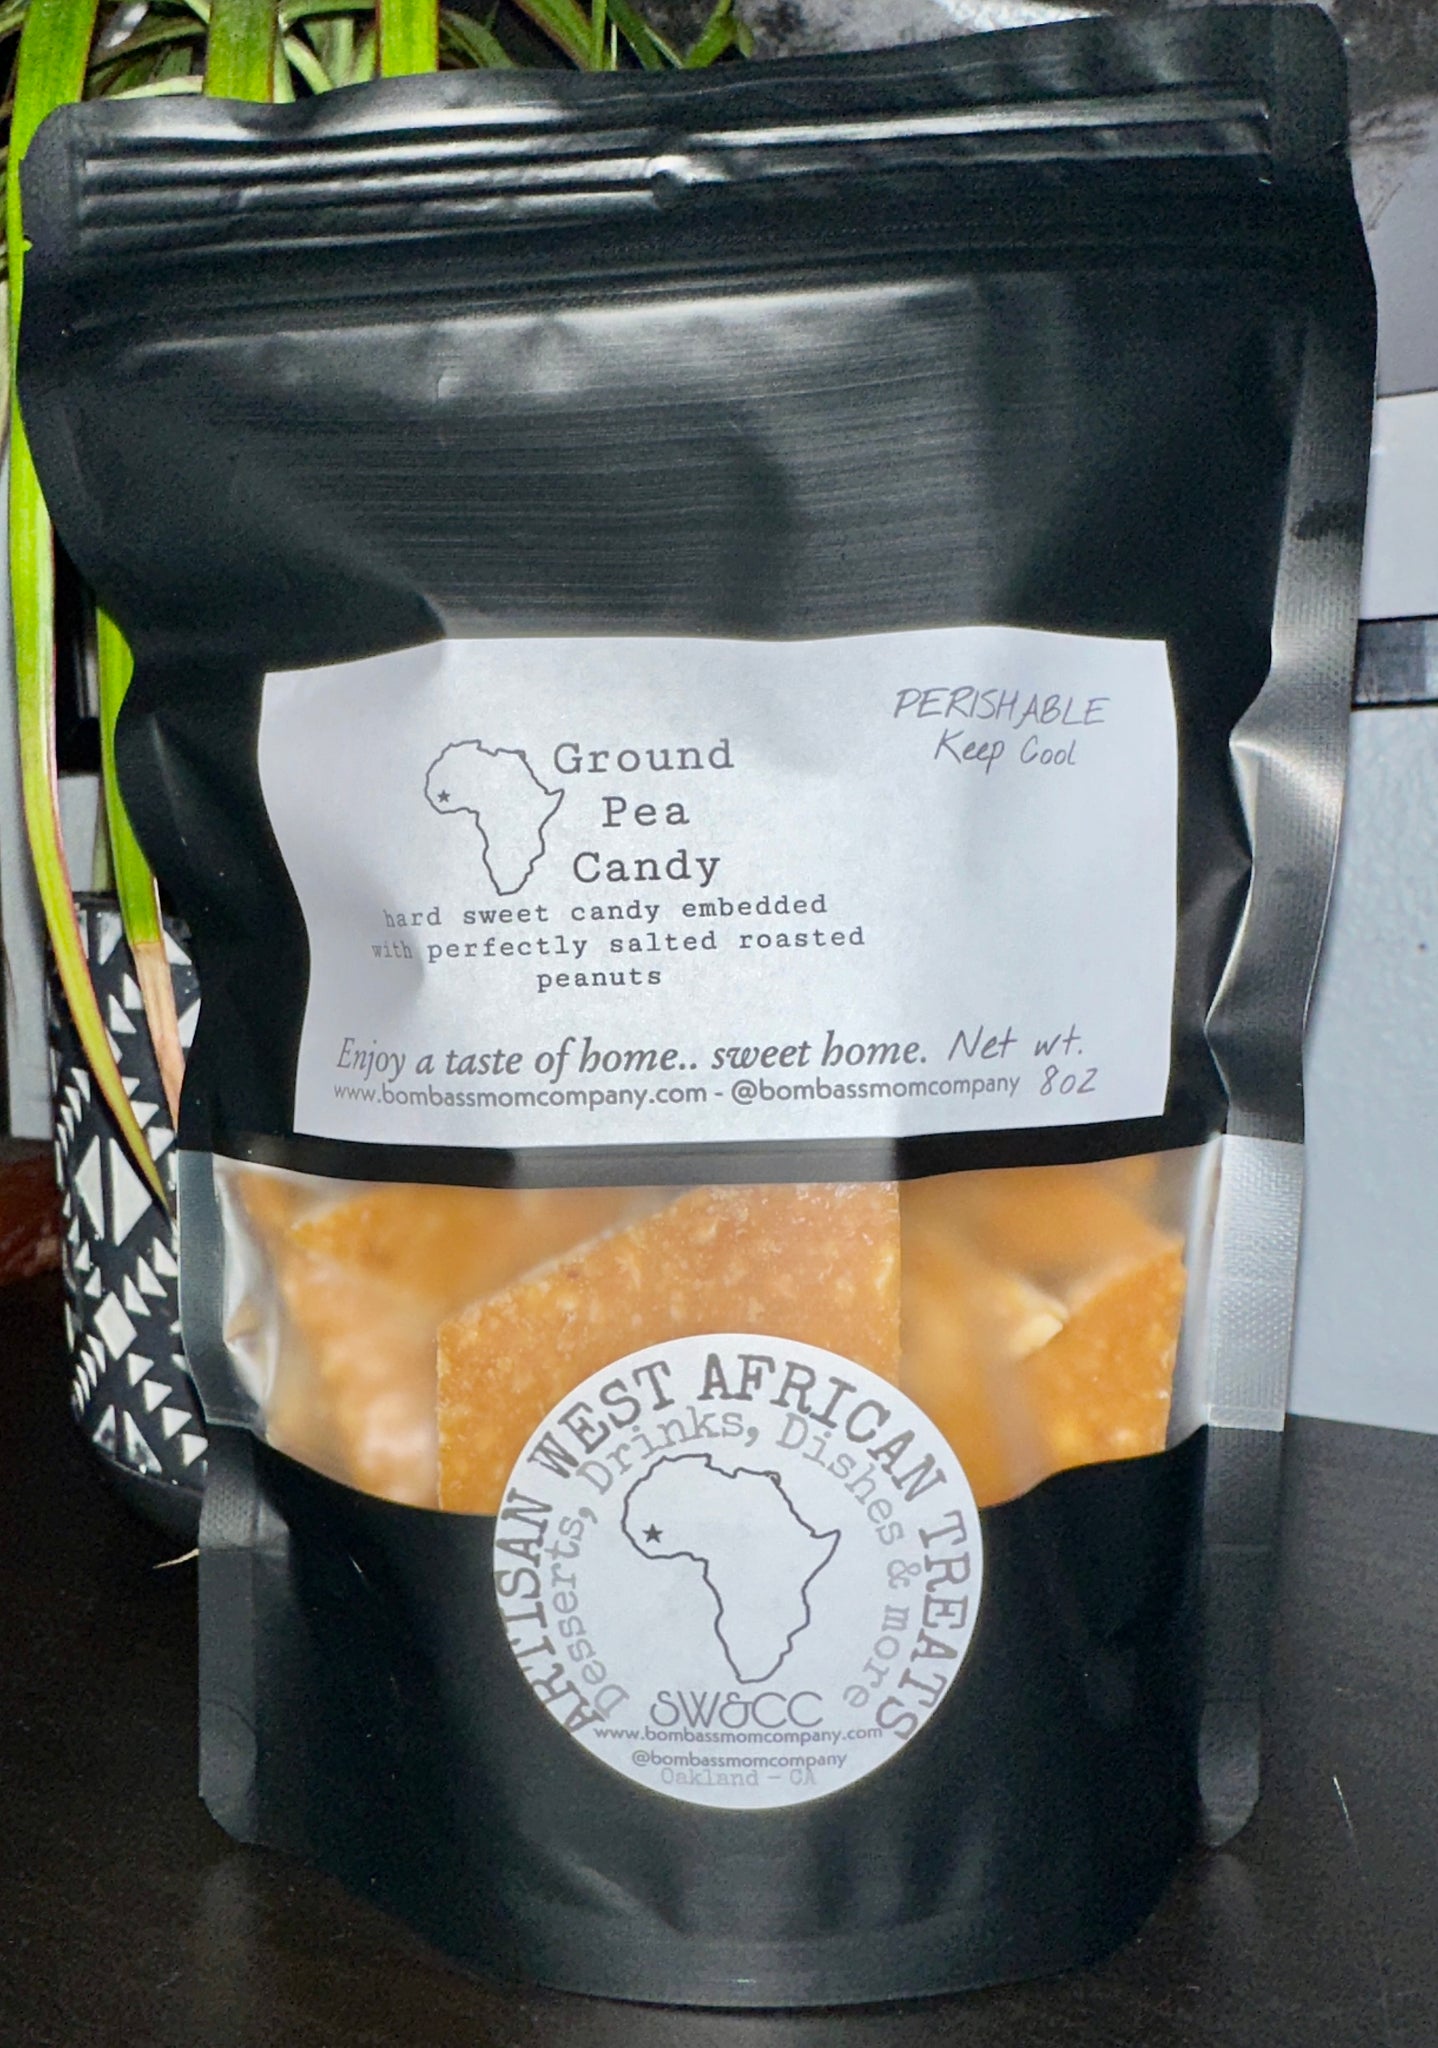 PERISHABLE
Keep Cool
Ground
Pea
Candy
hard sweet candy embedded
with perfectly salted roasted
peanuts
Enjoy a taste of home.. sweet home. Net wt.
www.bombassmomcompany.com - @bombassmomcompany 8oz
ARTISAN WEST AFRICAN TREATS
Desserts, Drinks, Dishes & more
SW&CC
www.bombassmomcompany.com
@bombassmomcompany
Oakland - CA